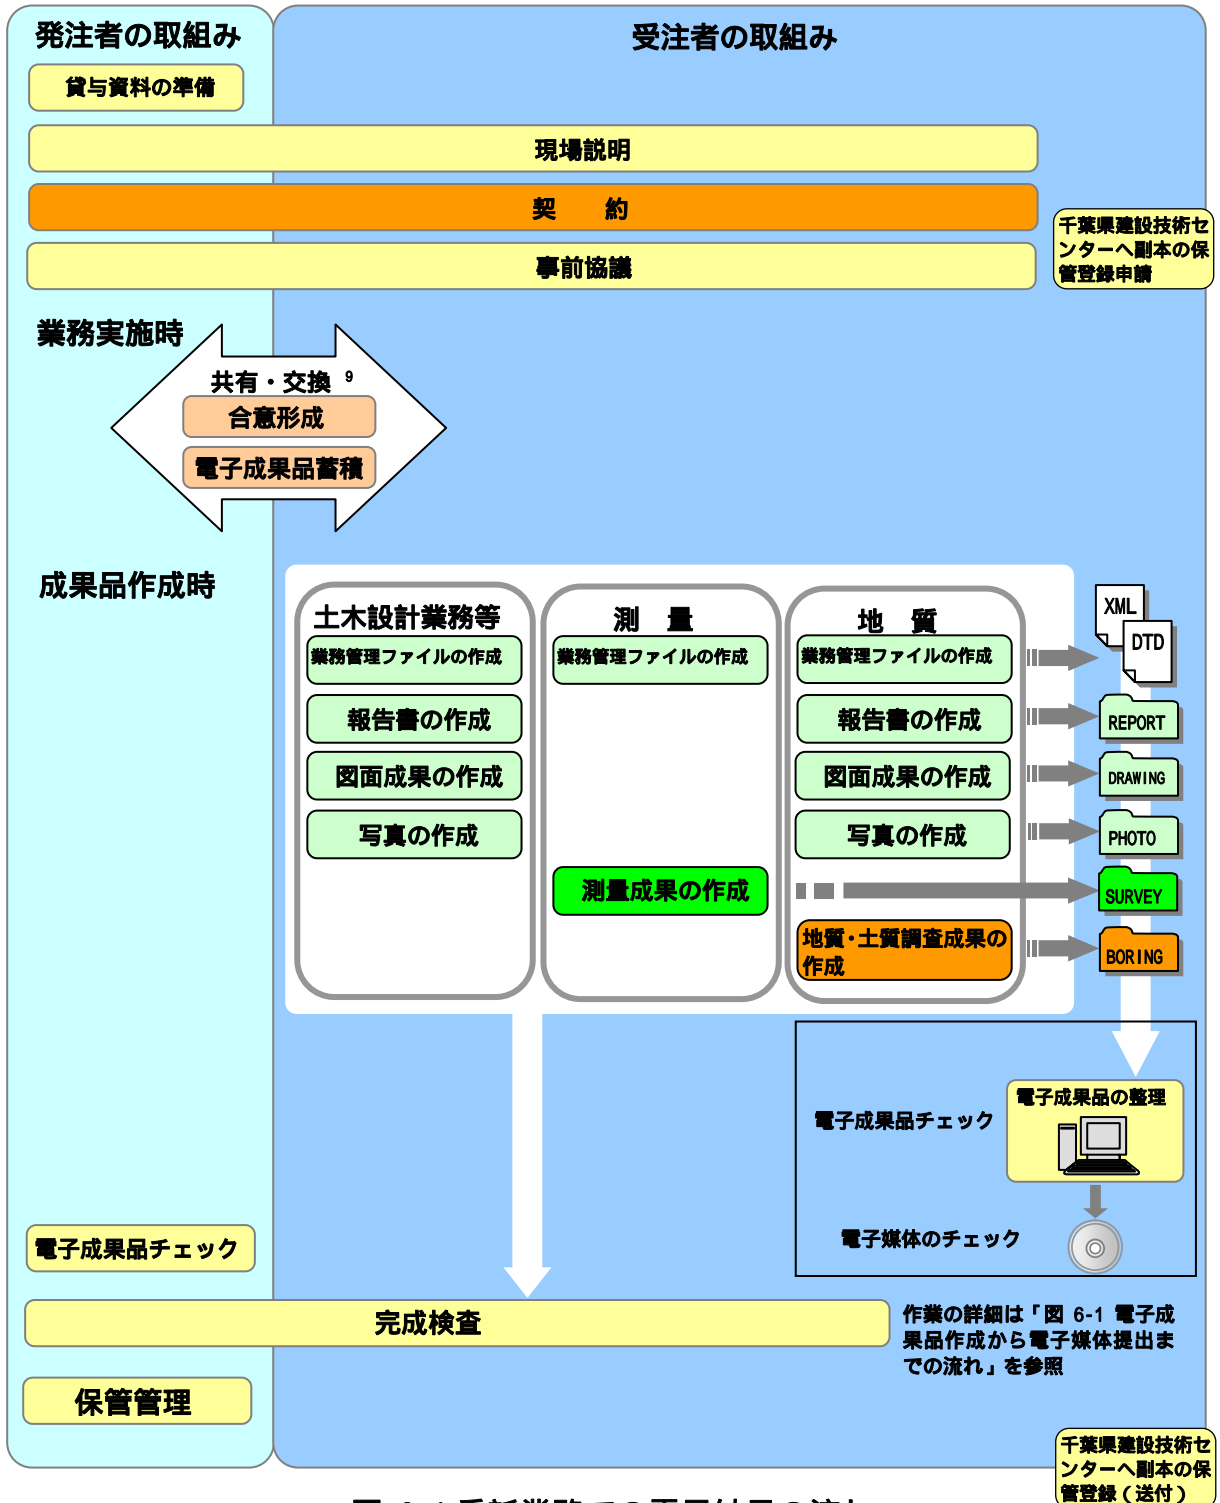 発注者の取組み
受注者の取組み
貸与資料の準備
現場説明
契　　約
事前協議
千葉県建設技術セ
ンターへ副本の保
管登録申請
業務実施時
共有・交換 9
合意形成
電子成果品蓄積
成果品作成時
土木設計業務等
業務管理ファイルの作成
報告書の作成
図面成果の作成
写真の作成
測　量
業務管理ファイルの作成
測量成果の作成
地　質
業務管理ファイルの作成
報告書の作成
図面成果の作成
写真の作成
地質・土質調査成果の
作成
XML
DTD
REPORT
DRAWING
PHOTO
SURVEY
BORING
電子成果品の整理
電子成果品チェック
電子媒体のチェック
電子成果品チェック
完成検査
作業の詳細は「図 6-1 電子成
果品作成から電子媒体提出ま
での流れ」を参照
保管管理
千葉県建設技術セ
ンターへ副本の保
管登録（送付）